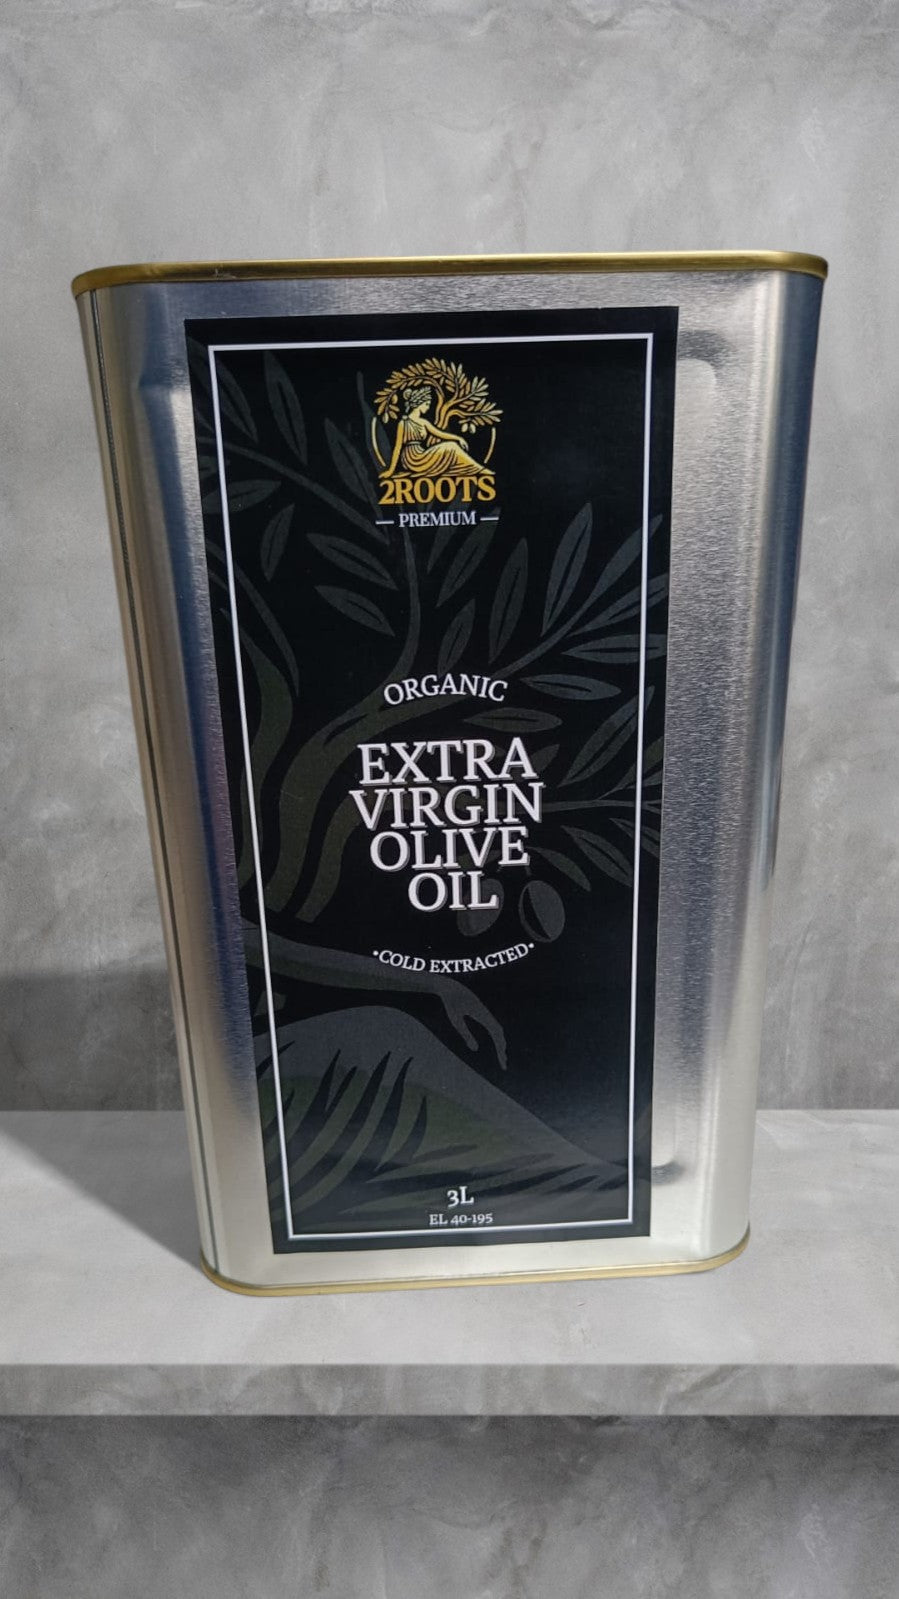 2ROOTS
— PREMIUM —
ORGANIC
EXTRA
VIRGIN
OLIVE
OIL
•COLD EXTRACTED•
3L
EL 40-195